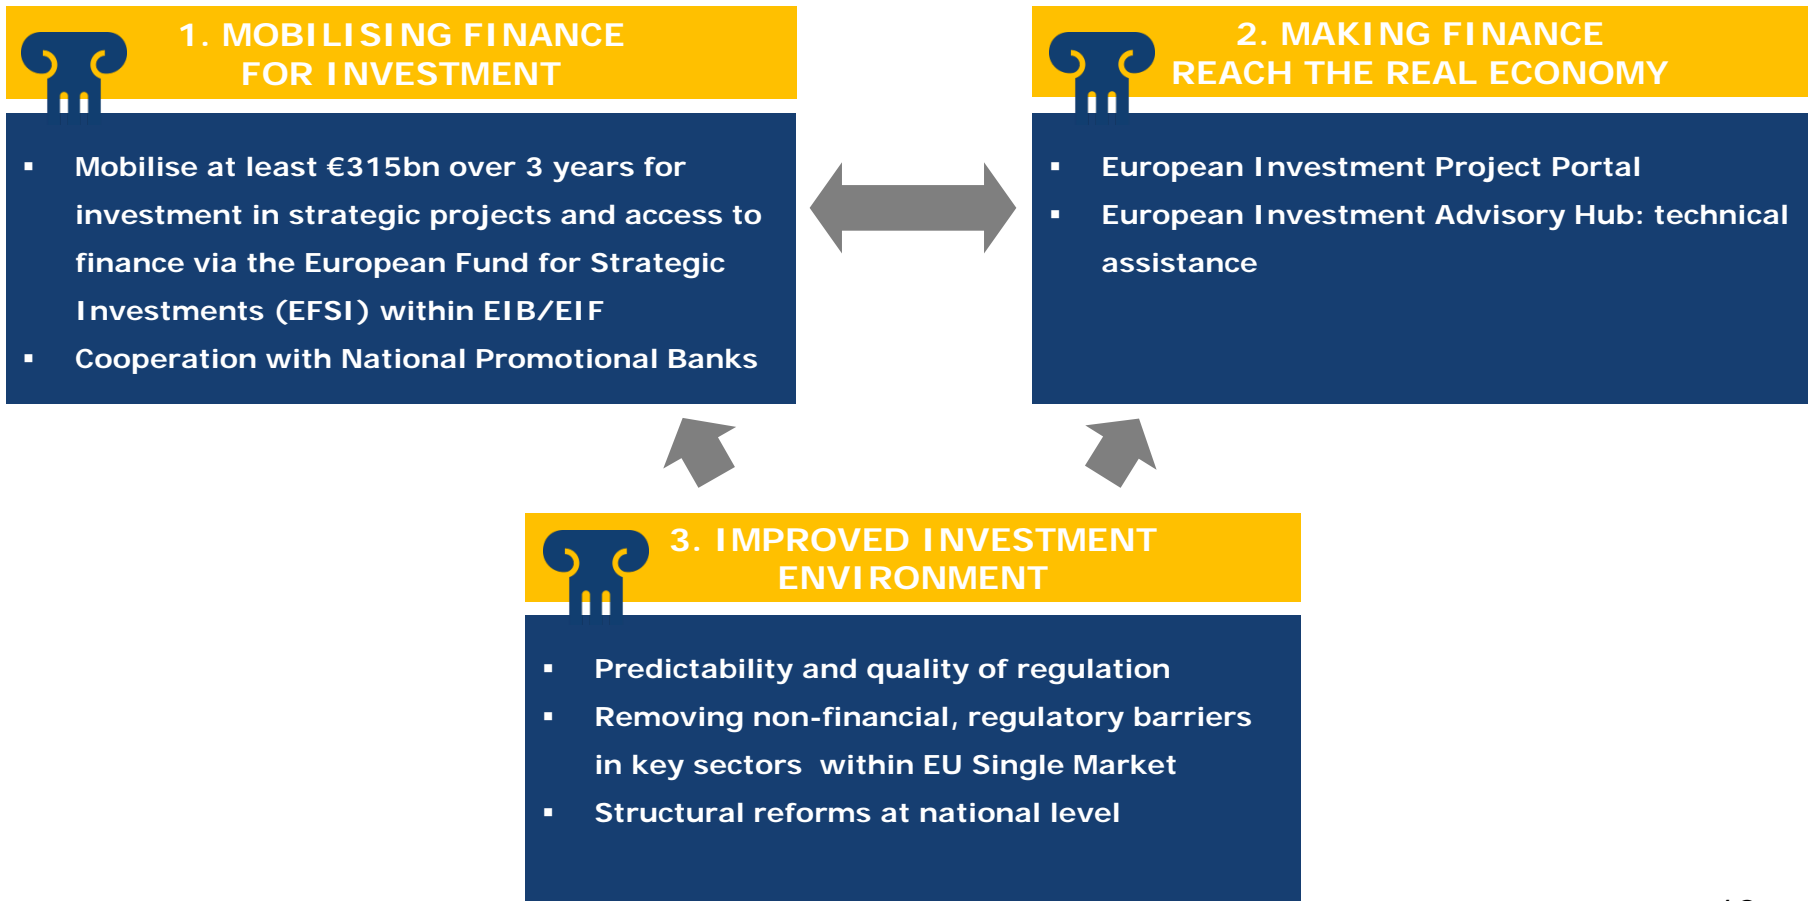 1. MOBILISING FINANCE
FOR INVESTMENT
▪ Mobilise at least €315bn over 3 years for
investment in strategic projects and access to
finance via the European Fund for Strategic
Investments (EFSI) within EIB/EIF
▪ Cooperation with National Promotional Banks
2. MAKING FINANCE
REACH THE REAL ECONOMY
▪ European Investment Project Portal
▪ European Investment Advisory Hub: technical
assistance
3. IMPROVED INVESTMENT
ENVIRONMENT
▪ Predictability and quality of regulation
▪ Removing non-financial, regulatory barriers
in key sectors within EU Single Market
▪ Structural reforms at national level